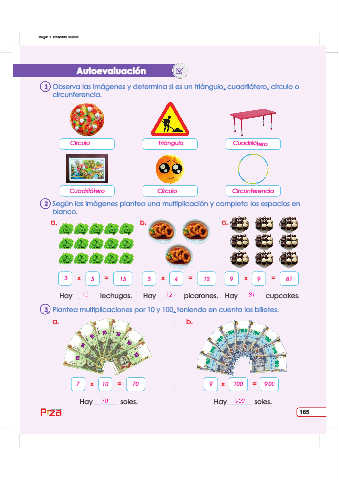 Autoevaluación
1 Observa las imágenes y determina si es un triángulo, cuadrilátero, círculo o
circunferencia.
Círculo Triángulo Cuadrilátero
Cuadrilátero Círculo Circunferencia
2 Según las imágenes plantea una multiplicación y completa los espacios en
blanco.
a. b. c.
3 x 5 = 15 3 x 4 = 12 9 x 9 = 81
Hay lechugas. Hay 12 picarones. Hay 81 cupcakes.
3 Plantea multiplicaciones por 10 y 100, teniendo en cuenta los billetes.
a. b.
7 x 10 = 70 9 x 100 = 900
Hay 70 soles. Hay 900 soles.
165